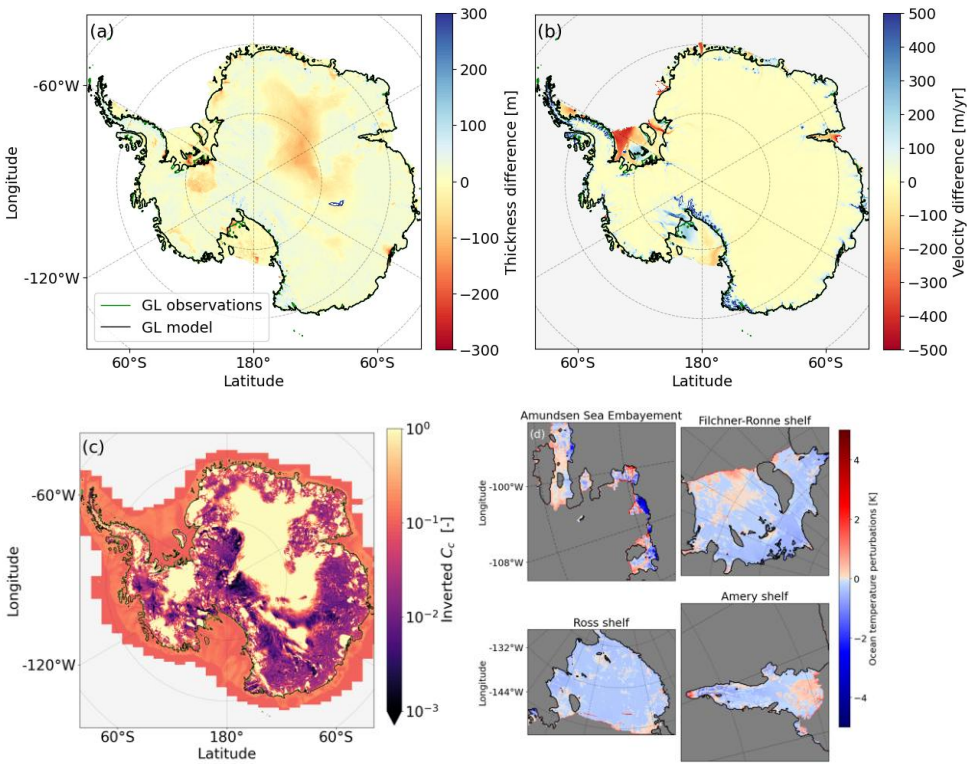 (a)
-60°W
-120°W
Longitude
GL observations
GL model
60°S 180° 60°S
Latitude
300
200
100
0
−100
−200
−300
Thickness difference [m]
(b)
60°S 180° 60°S
Latitude
500
400
300
200
100
0
−100
−200
−300
−400
−500
Velocity difference [m/yr]
(c)
-60°W
-120°W
Longitude
60°S 180° 60°S
Latitude
10⁰
10⁻¹
10⁻²
10⁻³
Inverted C_c [-]
Amundsen Sea Embayement
(d)
-100°W
-108°W
Longitude
Filchner-Ronne shelf
Ross shelf
-132°W
-144°W
Longitude
Amery shelf
4
2
0
−2
−4
Ocean temperature perturbations [K]